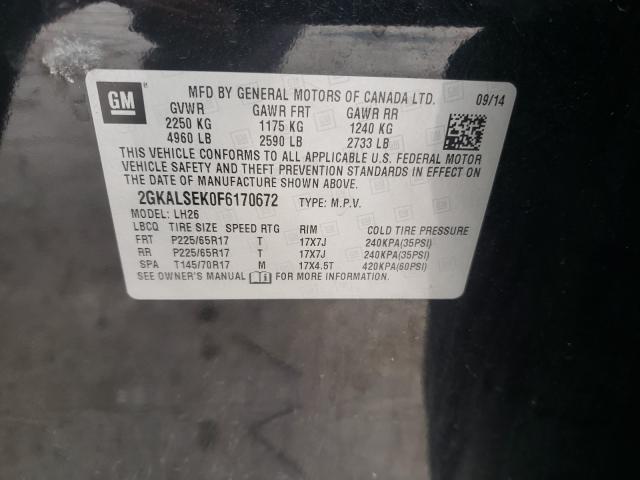 GM
MFD BY GENERAL MOTORS OF CANADA LTD. 09/14
GVWR GAWR FRT GAWR RR
2250 KG 1175 KG 1240 KG
4960 LB 2590 LB 2733 LB
THIS VEHICLE CONFORMS TO ALL APPLICABLE U.S. FEDERAL MOTOR
VEHICLE SAFETY AND THEFT PREVENTION STANDARDS IN EFFECT ON
THE DATE OF MANUFACTURE SHOWN ABOVE.
2GKALSEK0F6170672 TYPE: M.P.V.
MODEL: LH26
LBCQ TIRE SIZE SPEED RTG RIM COLD TIRE PRESSURE
FRT P225/65R17 T 17X7J 240KPA(35PSI)
RR P225/65R17 T 17X7J 240KPA(35PSI)
SPA T145/70R17 M 17X4.5T 420KPA(60PSI)
SEE OWNER'S MANUAL FOR MORE INFORMATION.